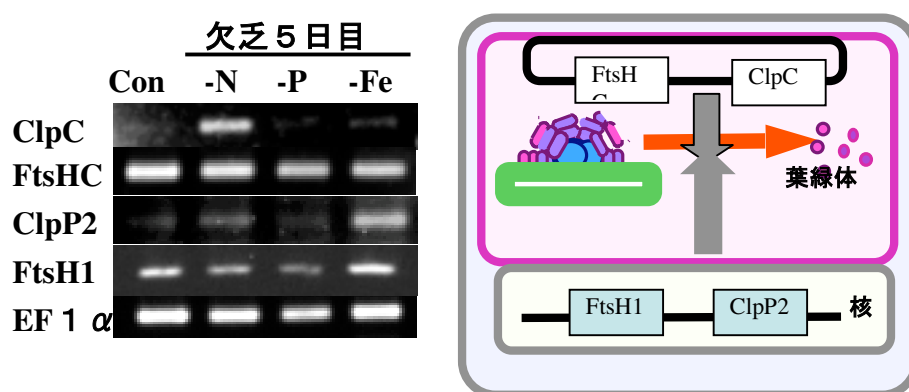 欠乏５日目
Con -N -P -Fe
ClpC
FtsHC
ClpP2
FtsH1
EF１α
FtsH
ClpC
葉緑体
FtsH1
ClpP2
核